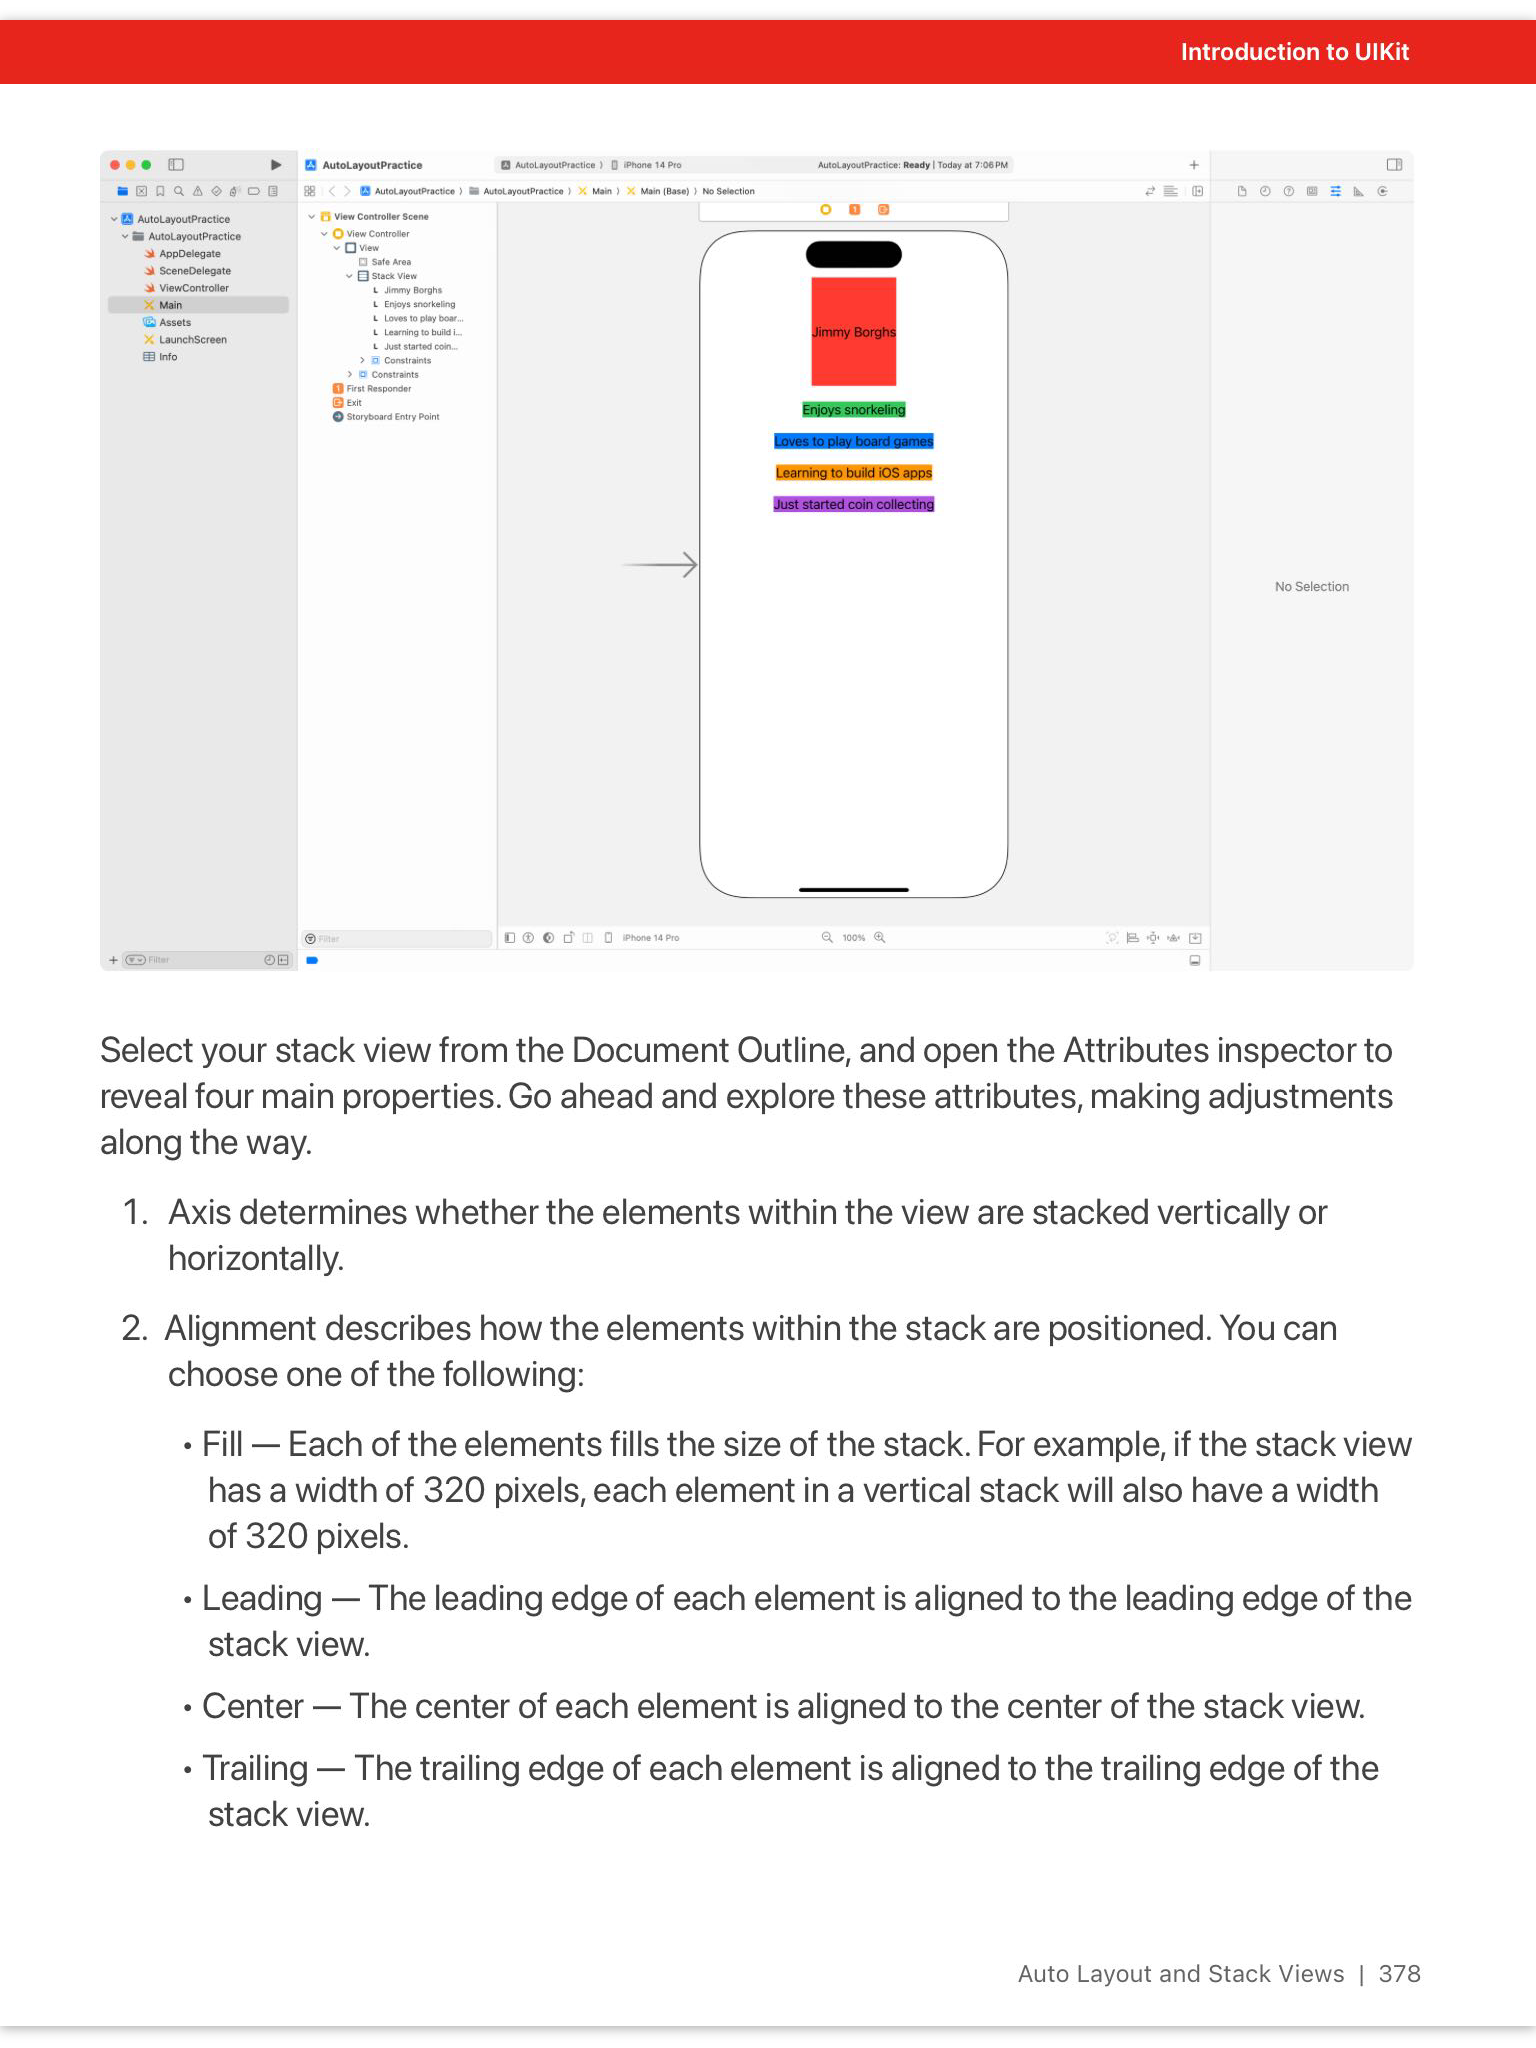 Introduction to UIKit
AutoLayoutPractice
AutoLayoutPractice ⟩ iPhone 14 Pro
AutoLayoutPractice: Ready | Today at 7:06 PM
AutoLayoutPractice ⟩ AutoLayoutPractice ⟩ Main ⟩ Main (Base) ⟩ No Selection
AutoLayoutPractice
AutoLayoutPractice
AppDelegate
SceneDelegate
ViewController
Main
Assets
LaunchScreen
Info
Filter
View Controller Scene
View Controller
View
Safe Area
Stack View
L Jimmy Borghs
L Enjoys snorkeling
L Loves to play boar...
L Learning to build i...
L Just started coin...
Constraints
Constraints
1 First Responder
Exit
Storyboard Entry Point
Filter
1
Jimmy Borghs
Enjoys snorkeling
Loves to play board games
Learning to build iOS apps
Just started coin collecting
iPhone 14 Pro
100%
No Selection
Select your stack view from the Document Outline, and open the Attributes inspector to
reveal four main properties. Go ahead and explore these attributes, making adjustments
along the way.
1. Axis determines whether the elements within the view are stacked vertically or
horizontally.
2. Alignment describes how the elements within the stack are positioned. You can
choose one of the following:
• Fill — Each of the elements fills the size of the stack. For example, if the stack view
has a width of 320 pixels, each element in a vertical stack will also have a width
of 320 pixels.
• Leading — The leading edge of each element is aligned to the leading edge of the
stack view.
• Center — The center of each element is aligned to the center of the stack view.
• Trailing — The trailing edge of each element is aligned to the trailing edge of the
stack view.
Auto Layout and Stack Views | 378